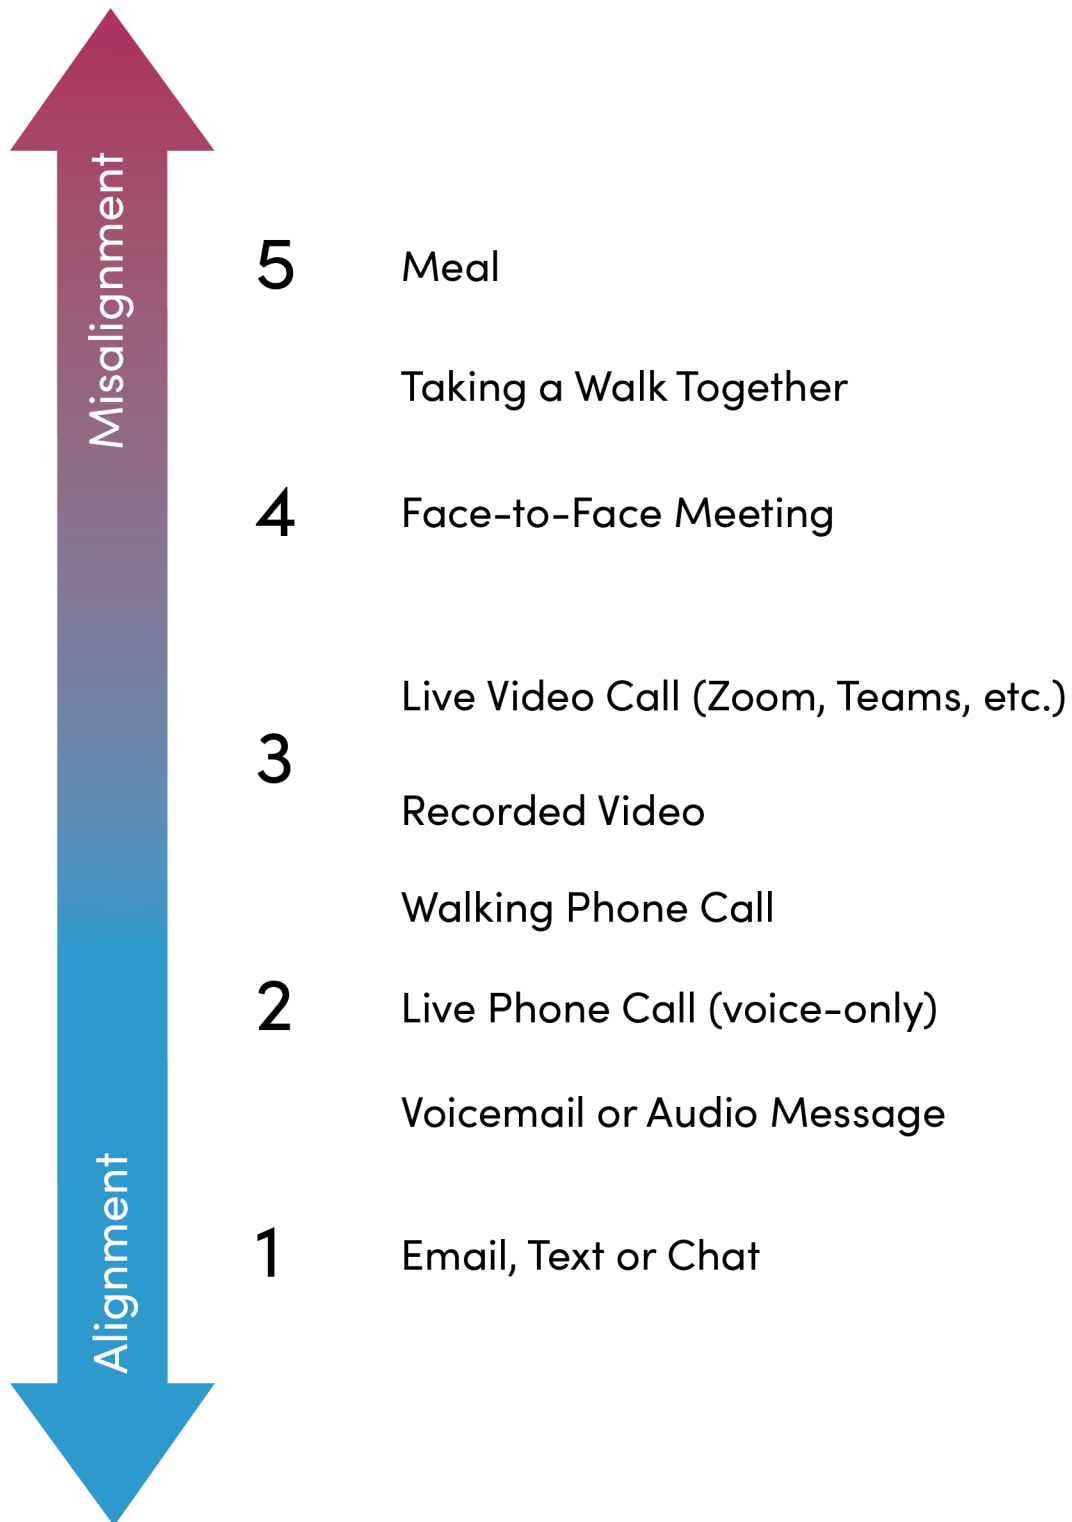 Misalignment
5
Meal
Taking a Walk Together
4
Face-to-Face Meeting
Live Video Call (Zoom, Teams, etc.)
3
Recorded Video
Walking Phone Call
2
Live Phone Call (voice-only)
Voicemail or Audio Message
Alignment
1
Email, Text or Chat